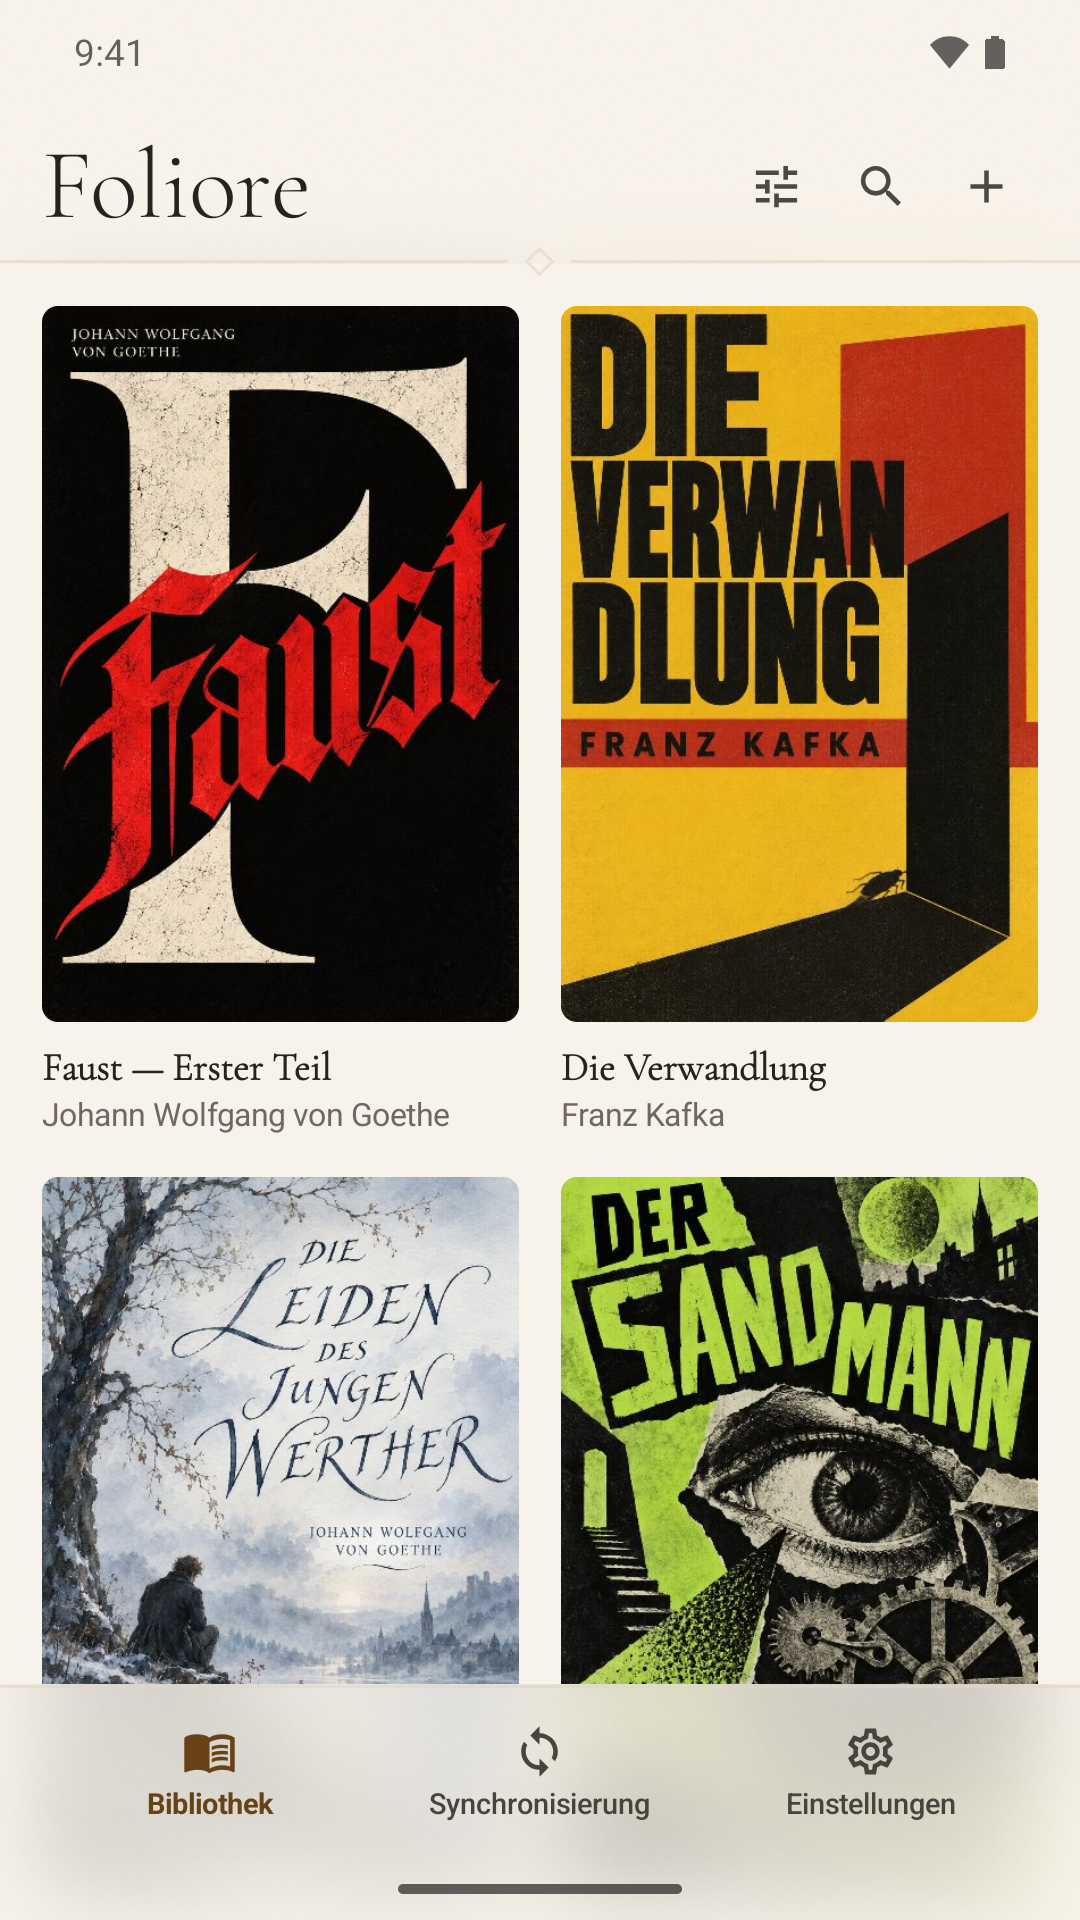 9:41
Foliore
JOHANN WOLFGANG
VON GOETHE
F
Faust
DIE
VERWAN
DLUNG
FRANZ KAFKA
Faust — Erster Teil
Johann Wolfgang von Goethe
Die Verwandlung
Franz Kafka
DIE
LEIDEN
DES
JUNGEN
WERTHER
JOHANN WOLFGANG
VON GOETHE
DER
SANDMANN
Bibliothek
Synchronisierung
Einstellungen